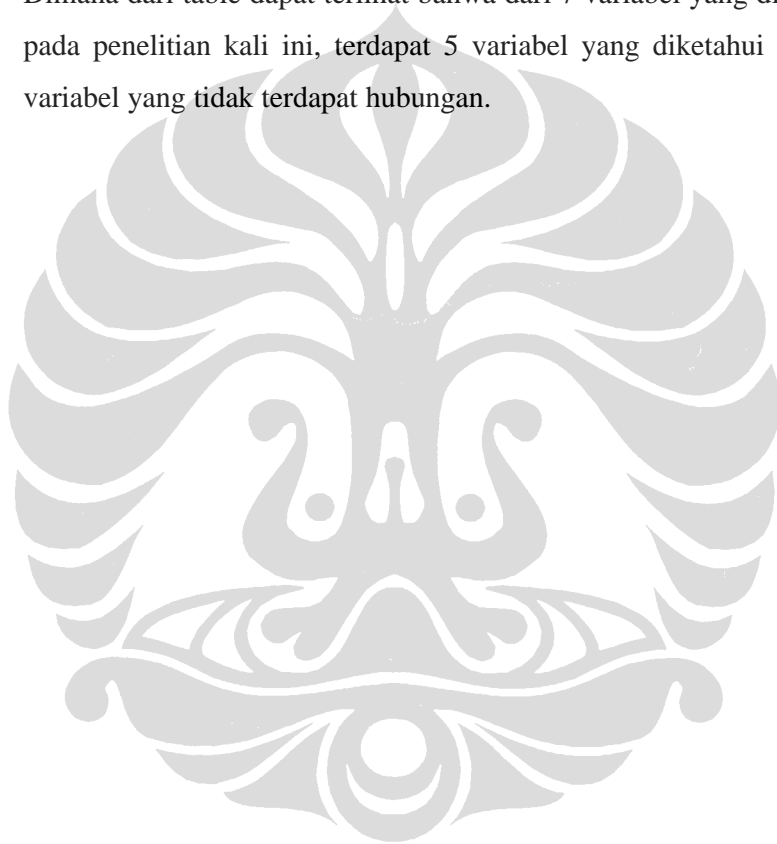 Dimana dari table dapat terlihat bahwa dari 7 variabel yang di
pada penelitian kali ini, terdapat 5 variabel yang diketahui
variabel yang tidak terdapat hubungan.